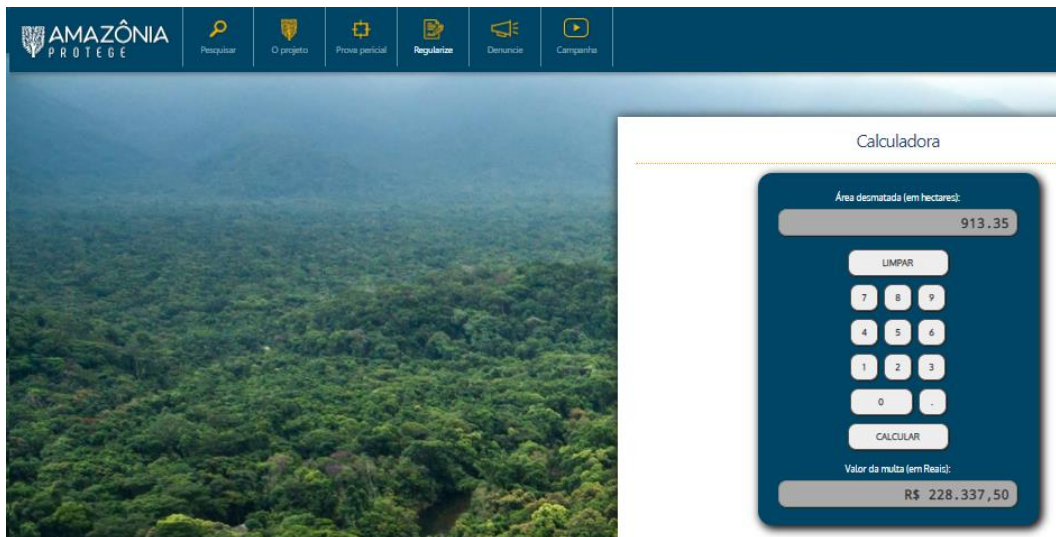 AMAZÔNIA
PROTEGE
Pesquisar
O projeto
Prova pericial
Regularize
Denuncie
Campanha
Calculadora
Área desmatada (em hectares):
913.35
LIMPAR
7 8 9
4 5 6
1 2 3
0 .
CALCULAR
Valor da multa (em Reais):
R$ 228.337,50